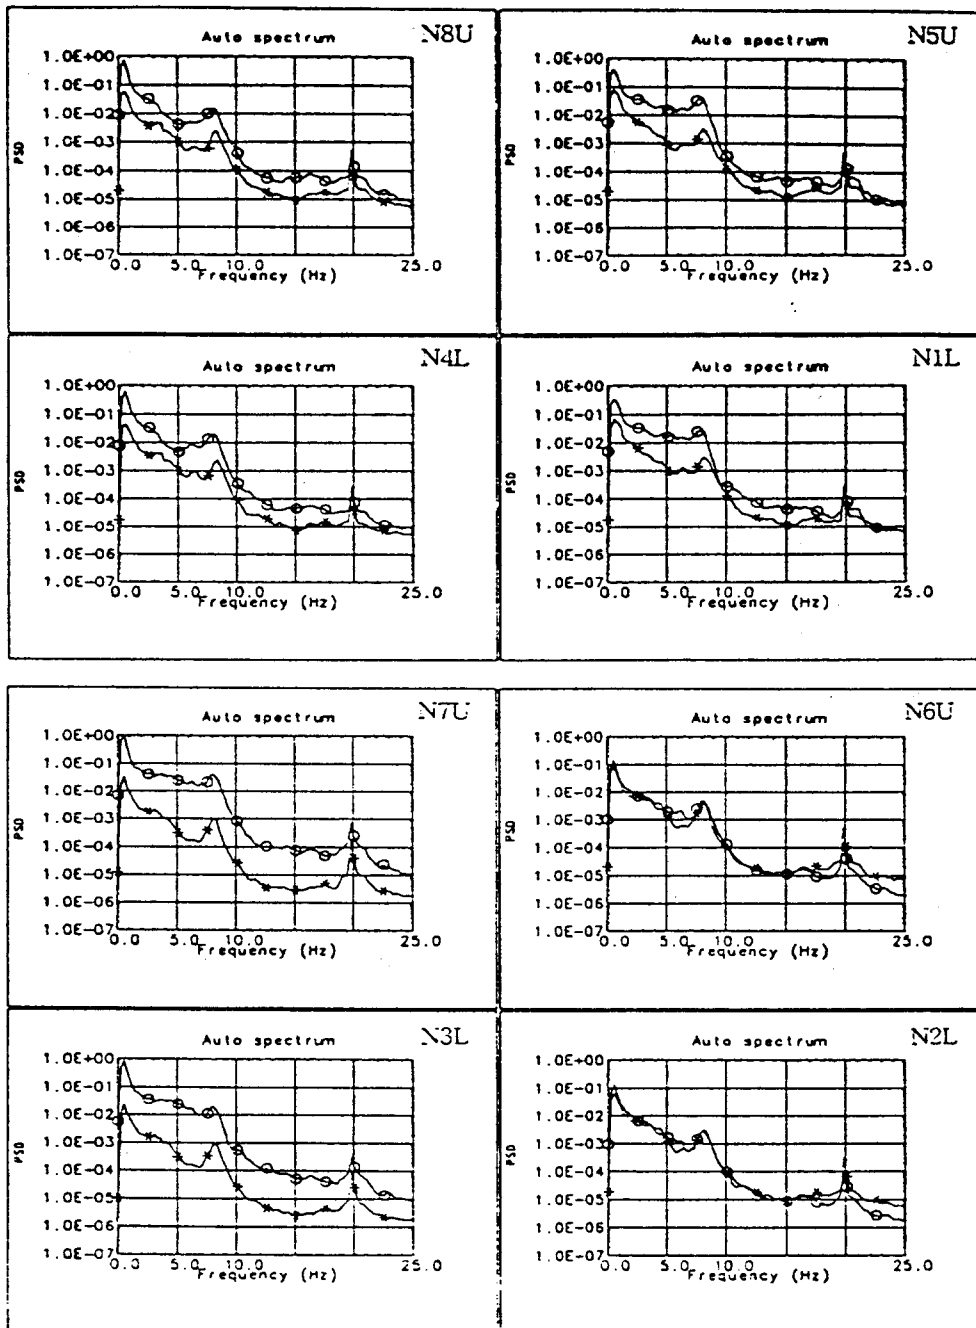 Auto spectrum N8U
1.0E+00
1.0E-01
1.0E-02
1.0E-03
1.0E-04
1.0E-05
1.0E-06
1.0E-07
PSD
0.0 5.0 10.0 25.0
Frequency (Hz)
Auto spectrum N5U
1.0E+00
1.0E-01
1.0E-02
1.0E-03
1.0E-04
1.0E-05
1.0E-06
1.0E-07
PSD
0.0 5.0 10.0 25.0
Frequency (Hz)
Auto spectrum N4L
1.0E+00
1.0E-01
1.0E-02
1.0E-03
1.0E-04
1.0E-05
1.0E-06
1.0E-07
PSD
0.0 5.0 10.0 25.0
Frequency (Hz)
Auto spectrum N1L
1.0E+00
1.0E-01
1.0E-02
1.0E-03
1.0E-04
1.0E-05
1.0E-06
1.0E-07
PSD
0.0 5.0 10.0 25.0
Frequency (Hz)
Auto spectrum N7U
1.0E+00
1.0E-01
1.0E-02
1.0E-03
1.0E-04
1.0E-05
1.0E-06
1.0E-07
PSD
0.0 5.0 10.0 25.0
Frequency (Hz)
Auto spectrum N6U
1.0E+00
1.0E-01
1.0E-02
1.0E-03
1.0E-04
1.0E-05
1.0E-06
1.0E-07
PSD
0.0 5.0 10.0 25.0
Frequency (Hz)
Auto spectrum N3L
1.0E+00
1.0E-01
1.0E-02
1.0E-03
1.0E-04
1.0E-05
1.0E-06
1.0E-07
PSD
0.0 5.0 10.0 25.0
Frequency (Hz)
Auto spectrum N2L
1.0E+00
1.0E-01
1.0E-02
1.0E-03
1.0E-04
1.0E-05
1.0E-06
1.0E-07
PSD
0.0 5.0 10.0 25.0
Frequency (Hz)